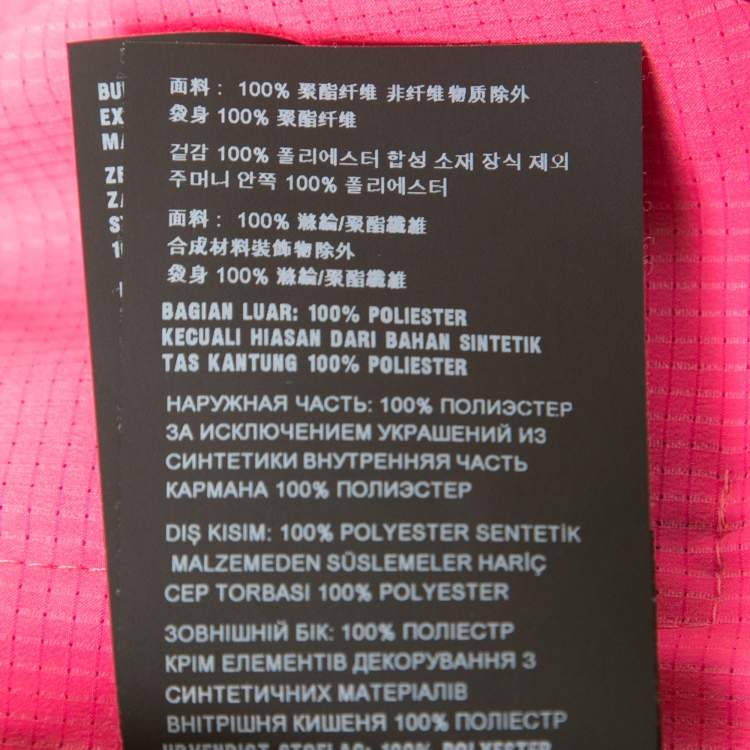 面料： 100% 聚酯纤维 非纤维物质除外
袋身 100% 聚酯纤维
겉감 100% 폴리에스터 합성 소재 장식 제외
주머니 안쪽 100% 폴리에스터
面料： 100% 滌綸/聚酯纖維
合成材料裝飾物除外
袋身 100% 滌綸/聚酯纖維
BAGIAN LUAR: 100% POLIESTER
KECUALI HIASAN DARI BAHAN SINTETIK
TAS KANTUNG 100% POLIESTER
НАРУЖНАЯ ЧАСТЬ: 100% ПОЛИЭСТЕР
ЗА ИСКЛЮЧЕНИЕМ УКРАШЕНИЙ ИЗ
СИНТЕТИКИ ВНУТРЕННЯЯ ЧАСТЬ
КАРМАНА 100% ПОЛИЭСТЕР
DIŞ KISIM: 100% POLYESTER SENTETİK
MALZEMEDEN SÜSLEMELER HARİÇ
CEP TORBASI 100% POLYESTER
ЗОВНІШНІЙ БІК: 100% ПОЛІЕСТР
КРІМ ЕЛЕМЕНТІВ ДЕКОРУВАННЯ З
СИНТЕТИЧНИХ МАТЕРІАЛІВ
ВНІТРІШНЯ КИШЕНЯ 100% ПОЛІЕСТР
UDVENDIGT STOFLAG: 100% POLYESTER